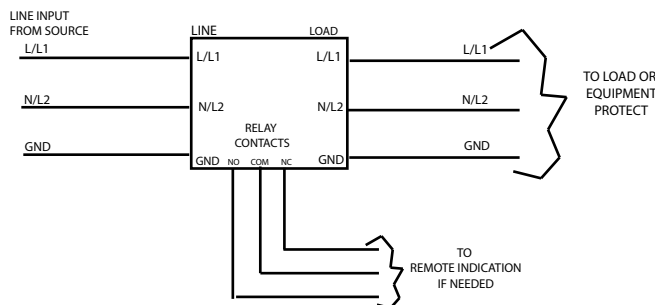 LINE INPUT
FROM SOURCE
LINE
LOAD
L/L1
L/L1
L/L1
L/L1
N/L2
N/L2
N/L2
N/L2
TO LOAD OR
EQUIPMENT
PROTECT
RELAY
CONTACTS
GND
GND
NO
COM
NC
GND
GND
TO
REMOTE INDICATION
IF NEEDED